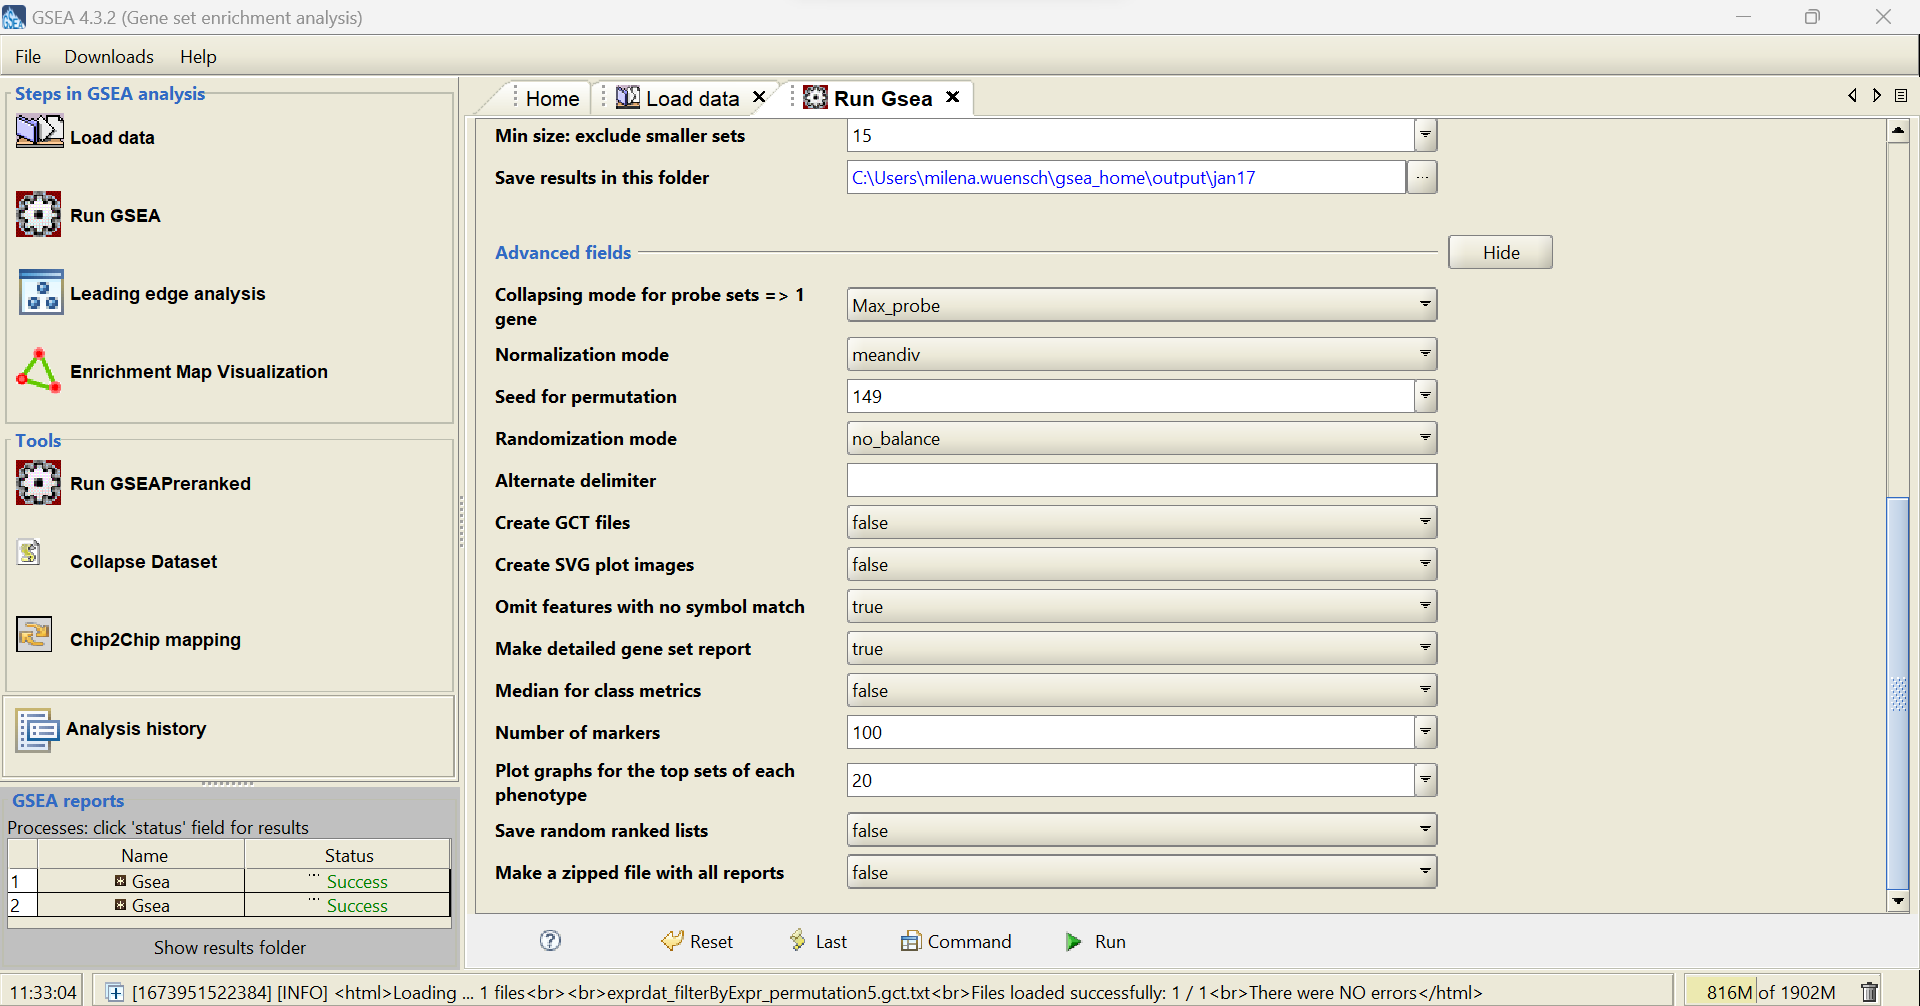 GSEA 4.3.2 (Gene set enrichment analysis)
File Downloads Help
Steps in GSEA analysis
Load data
Run GSEA
Leading edge analysis
Enrichment Map Visualization
Tools
Run GSEAPreranked
Collapse Dataset
Chip2Chip mapping
Analysis history
GSEA reports
Processes: click 'status' field for results
Name Status
1 Gsea Success
2 Gsea Success
Show results folder
Home Load data Run Gsea
Min size: exclude smaller sets 15
Save results in this folder C:\Users\milena.wuensch\gsea_home\output\jan17 ...
Advanced fields Hide
Collapsing mode for probe sets => 1
gene Max_probe
Normalization mode meandiv
Seed for permutation 149
Randomization mode no_balance
Alternate delimiter
Create GCT files false
Create SVG plot images false
Omit features with no symbol match true
Make detailed gene set report true
Median for class metrics false
Number of markers 100
Plot graphs for the top sets of each
phenotype 20
Save random ranked lists false
Make a zipped file with all reports false
? Reset Last Command Run
11:33:04 [1673951522384] [INFO] <html>Loading ... 1 files<br><br>exprdat_filterByExpr_permutation5.gct.txt<br>Files loaded successfully: 1 / 1<br>There were NO errors</html> 816M of 1902M